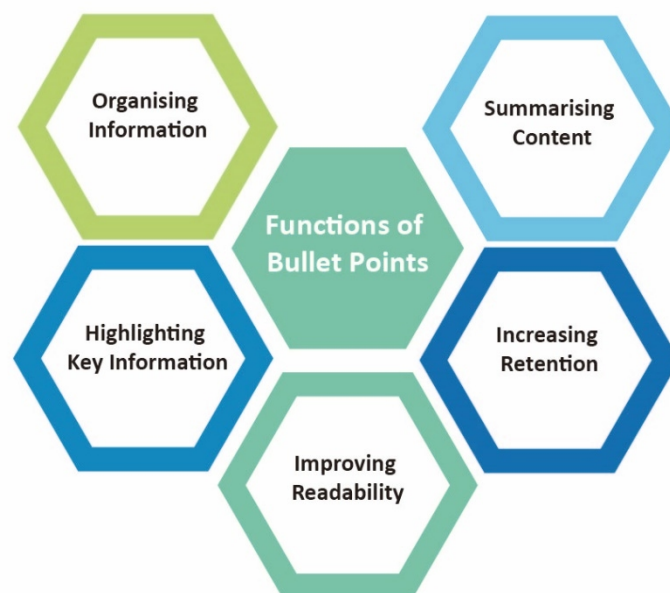 Organising
Information
Summarising
Content
Functions of
Bullet Points
Highlighting
Key Information
Increasing
Retention
Improving
Readability